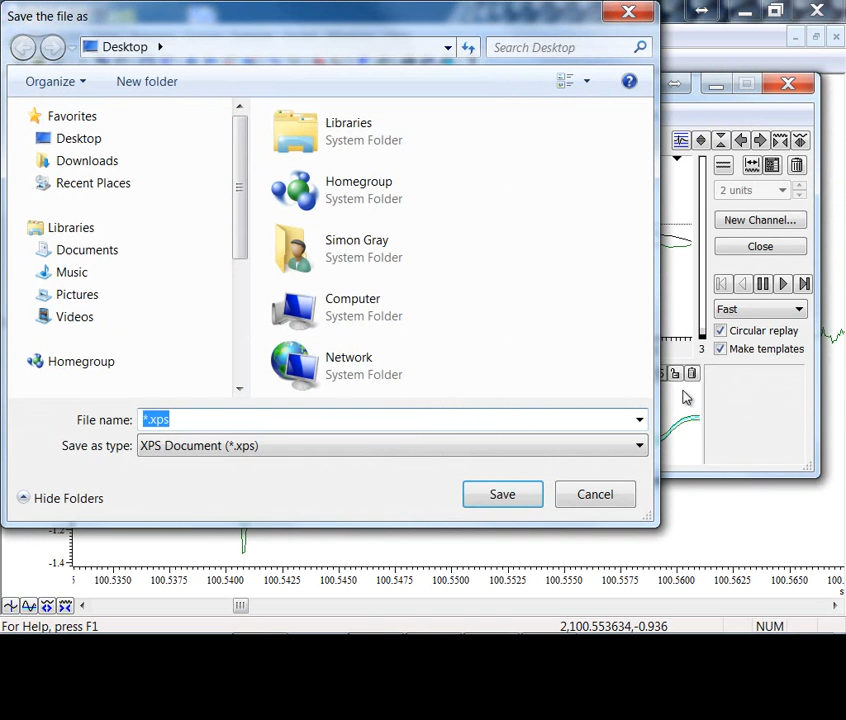 Save the file as
Desktop
Search Desktop
Organize
New folder
Favorites
Desktop
Downloads
Recent Places
Libraries
Documents
Music
Pictures
Videos
Homegroup
Libraries
System Folder
Homegroup
System Folder
Simon Gray
System Folder
Computer
System Folder
Network
System Folder
File name:
*.xps
Save as type:
XPS Document (*.xps)
Hide Folders
Save
Cancel
2 units
New Channel...
Close
Fast
Circular replay
Make templates
3
-1.2
-1.4
100.5350
100.5375
100.5400
100.5425
100.5450
100.5475
100.5500
100.5525
100.5550
100.5575
100.5600
100.5625
100.5650
100.
s
For Help, press F1
2,100.553634,-0.936
NUM